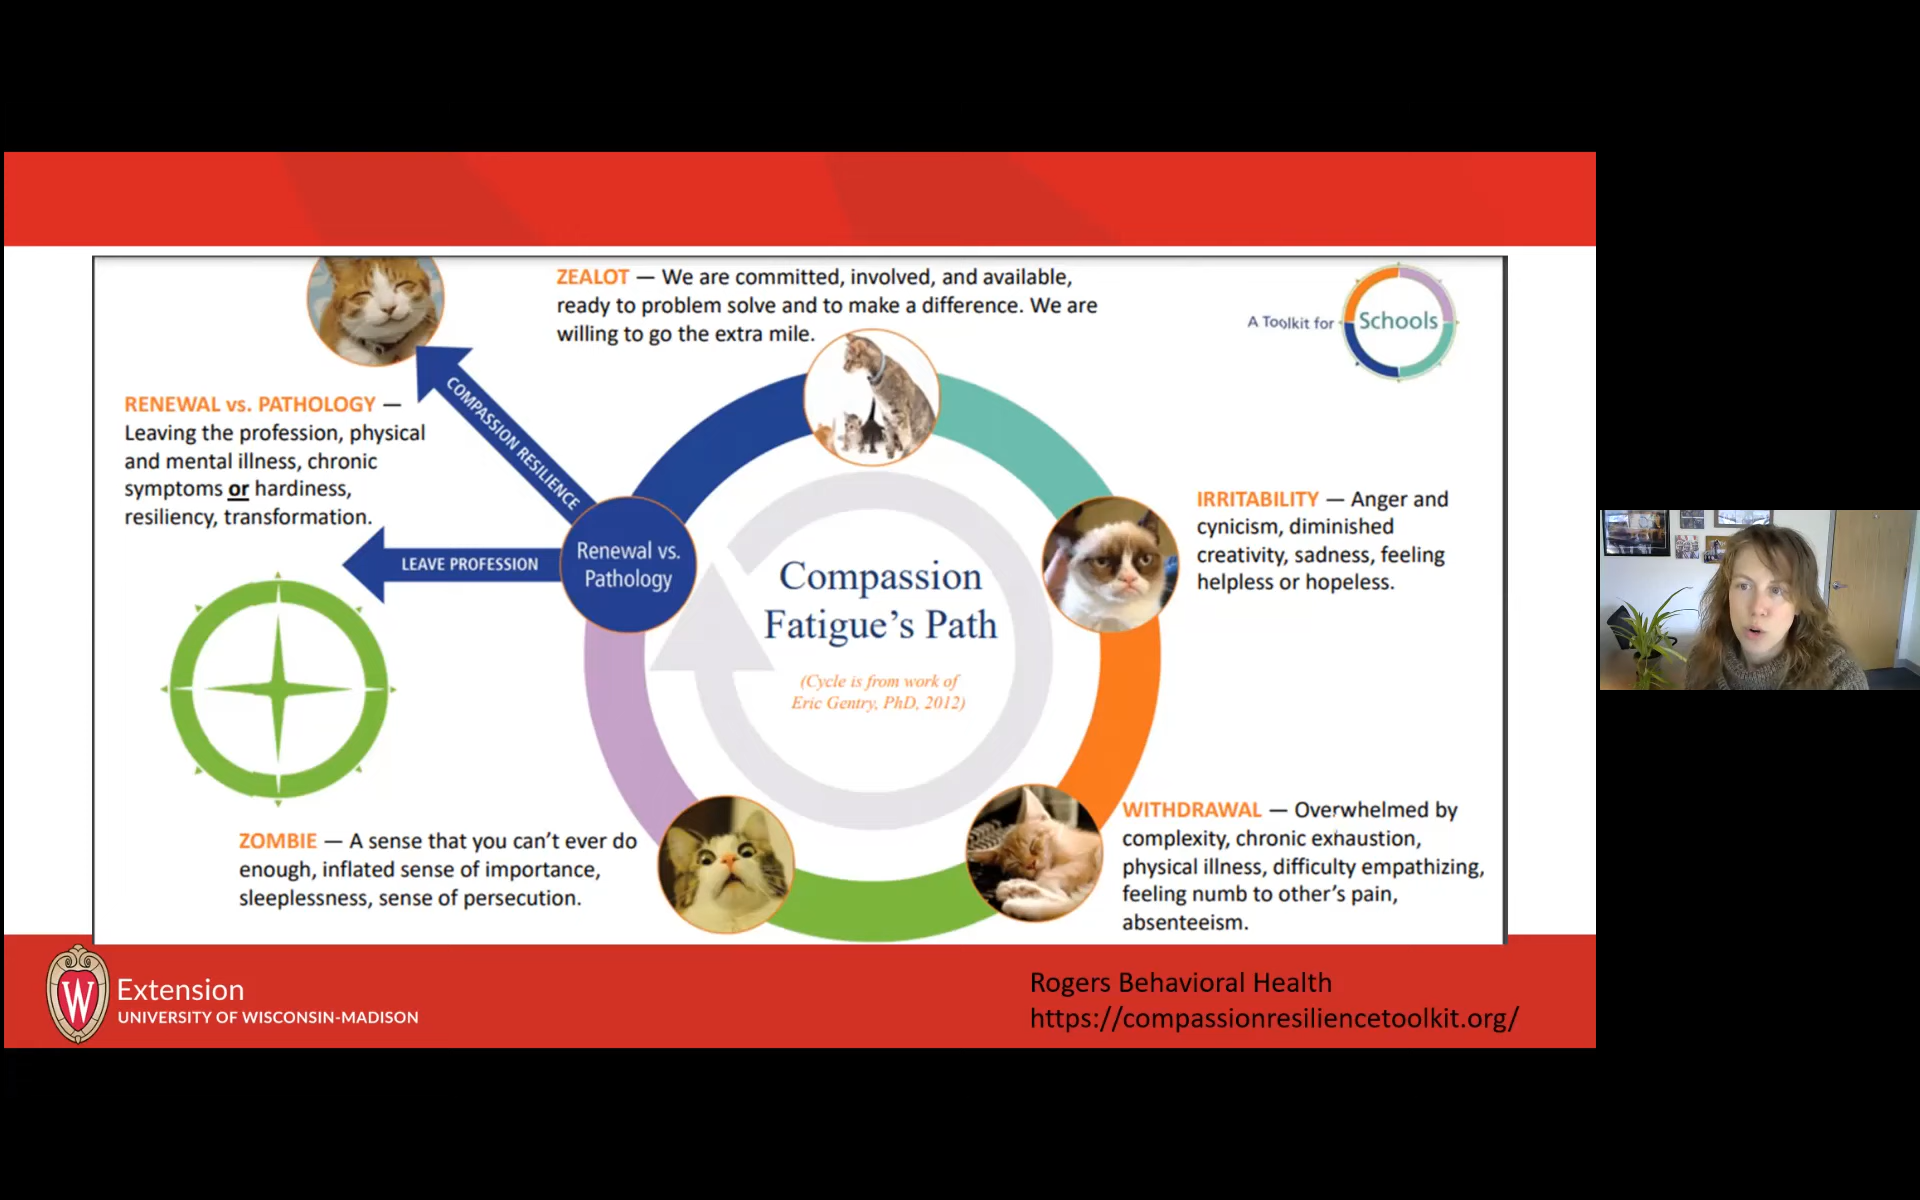 ZEALOT — We are committed, involved, and available,
ready to problem solve and to make a difference. We are
willing to go the extra mile.
A Toolkit for Schools
COMPASSION RESILIENCE
RENEWAL vs. PATHOLOGY —
Leaving the profession, physical
and mental illness, chronic
symptoms or hardiness,
resiliency, transformation.
LEAVE PROFESSION
Renewal vs.
Pathology
Compassion
Fatigue’s Path
(Cycle is from work of
Eric Gentry, PhD, 2012)
IRRITABILITY — Anger and
cynicism, diminished
creativity, sadness, feeling
helpless or hopeless.
WITHDRAWAL — Overwhelmed by
complexity, chronic exhaustion,
physical illness, difficulty empathizing,
feeling numb to other’s pain,
absenteeism.
ZOMBIE — A sense that you can’t ever do
enough, inflated sense of importance,
sleeplessness, sense of persecution.
W
Extension
UNIVERSITY OF WISCONSIN-MADISON
Rogers Behavioral Health
https://compassionresiliencetoolkit.org/